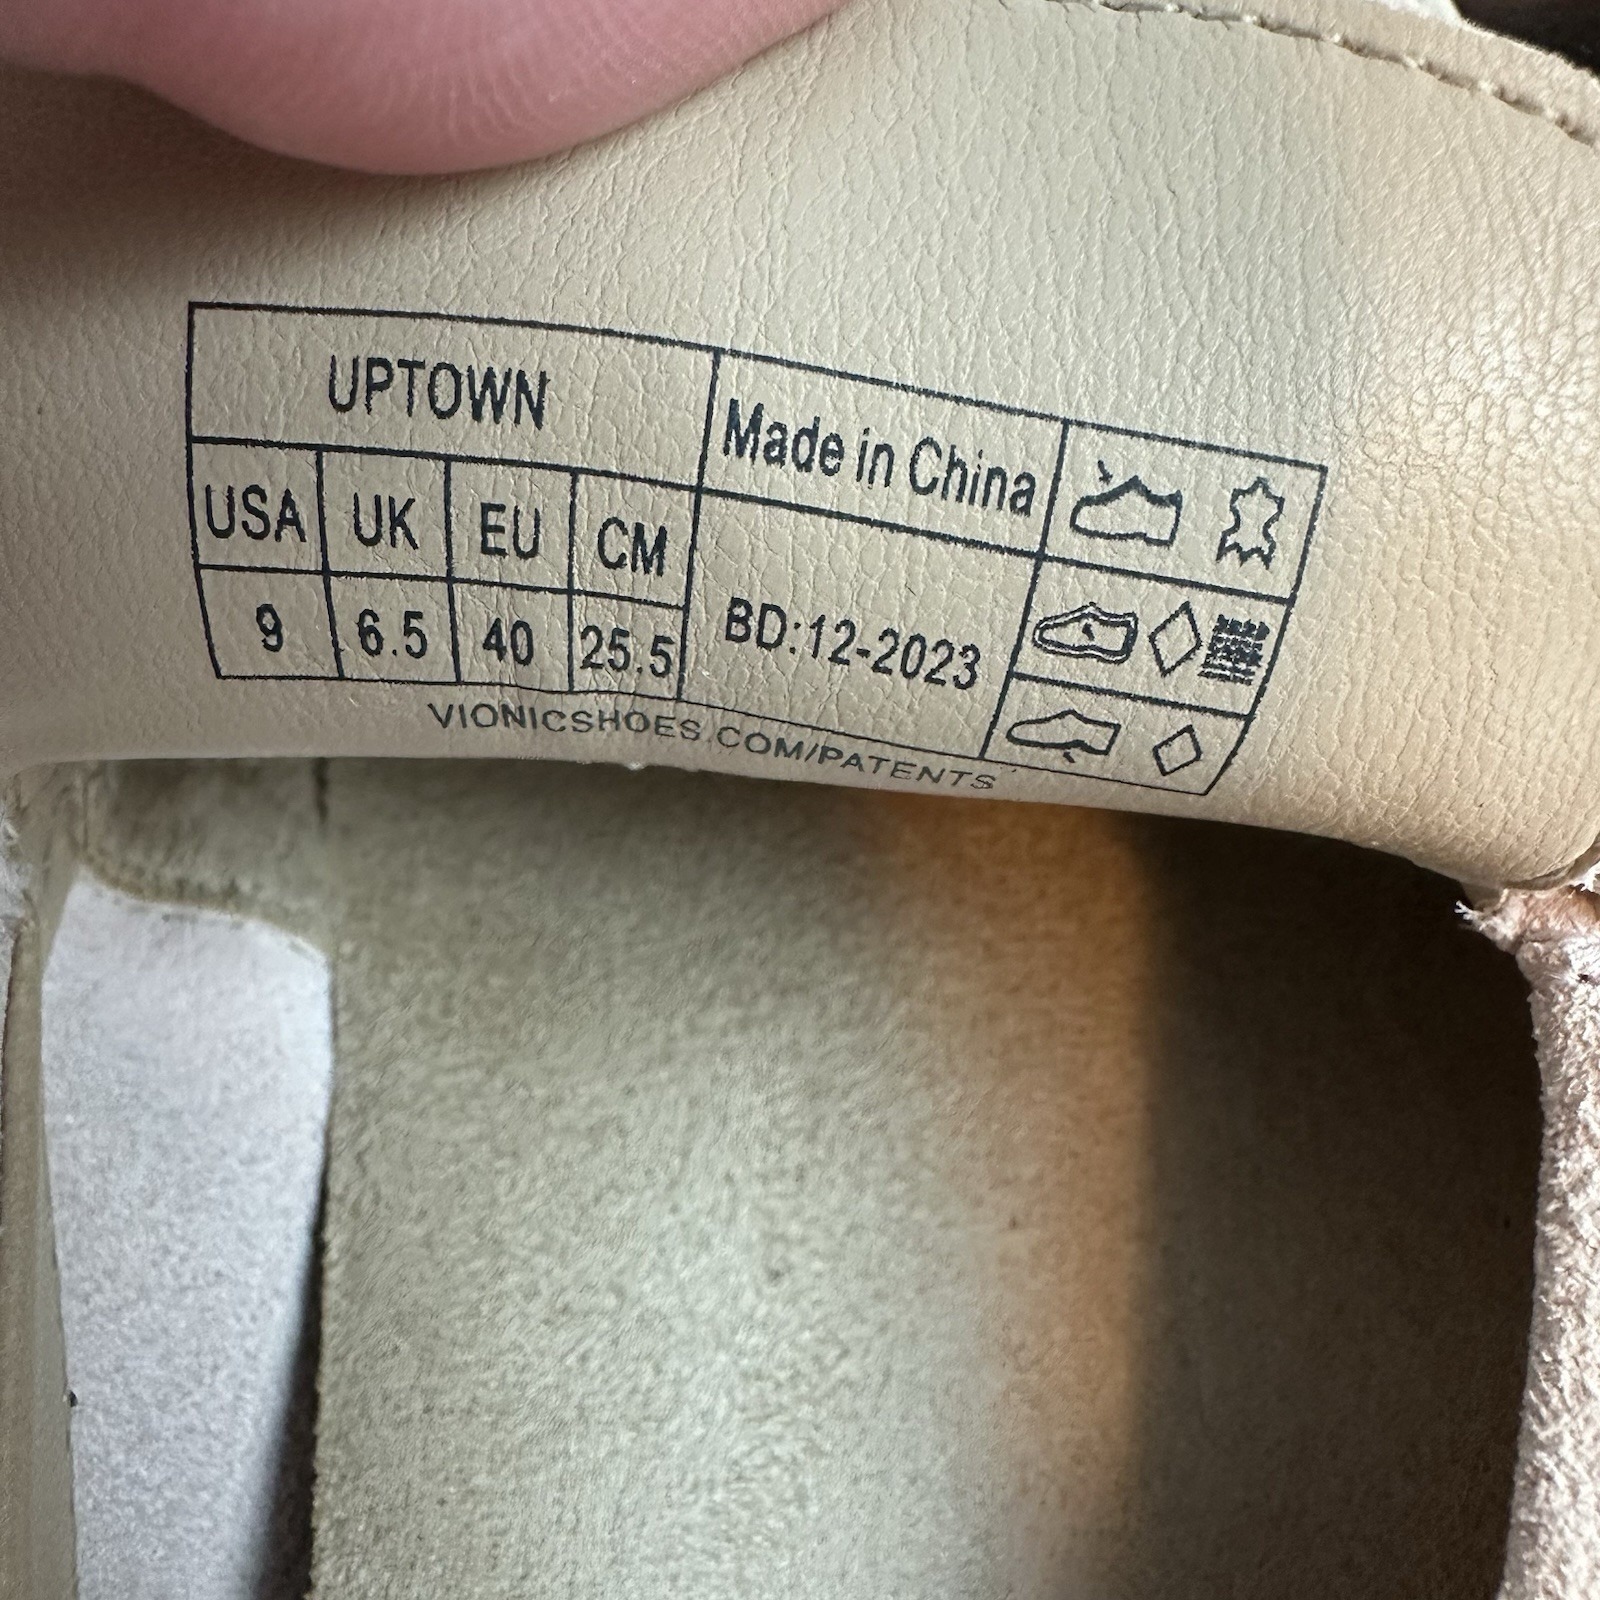 UPTOWN
Made in China
USA UK EU CM
9 6.5 40 25.5
BD:12-2023
VIONICSHOES.COM/PATENTS